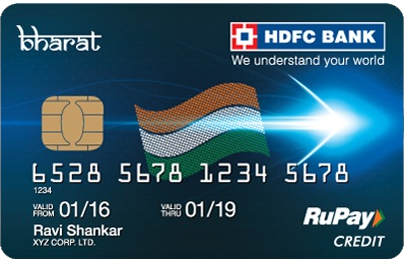 bharat
HDFC BANK
We understand your world
6528 5678 1234 5678
1234
VALID FROM 01/16 VALID THRU 01/19
Ravi Shankar
XYZ CORP. LTD.
RuPay
CREDIT